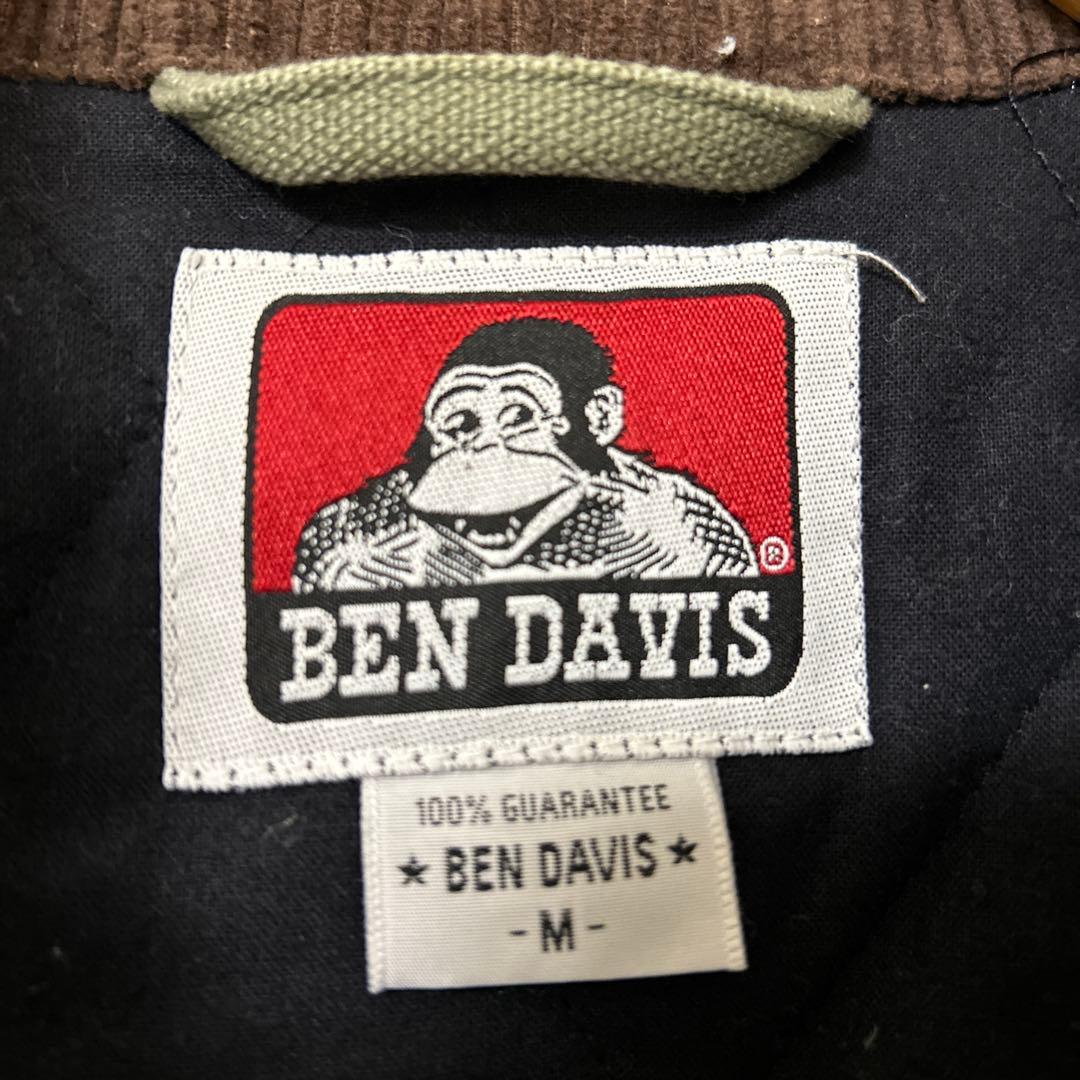 ®
BEN DAVIS
100% GUARANTEE
★ BEN DAVIS ★
- M -